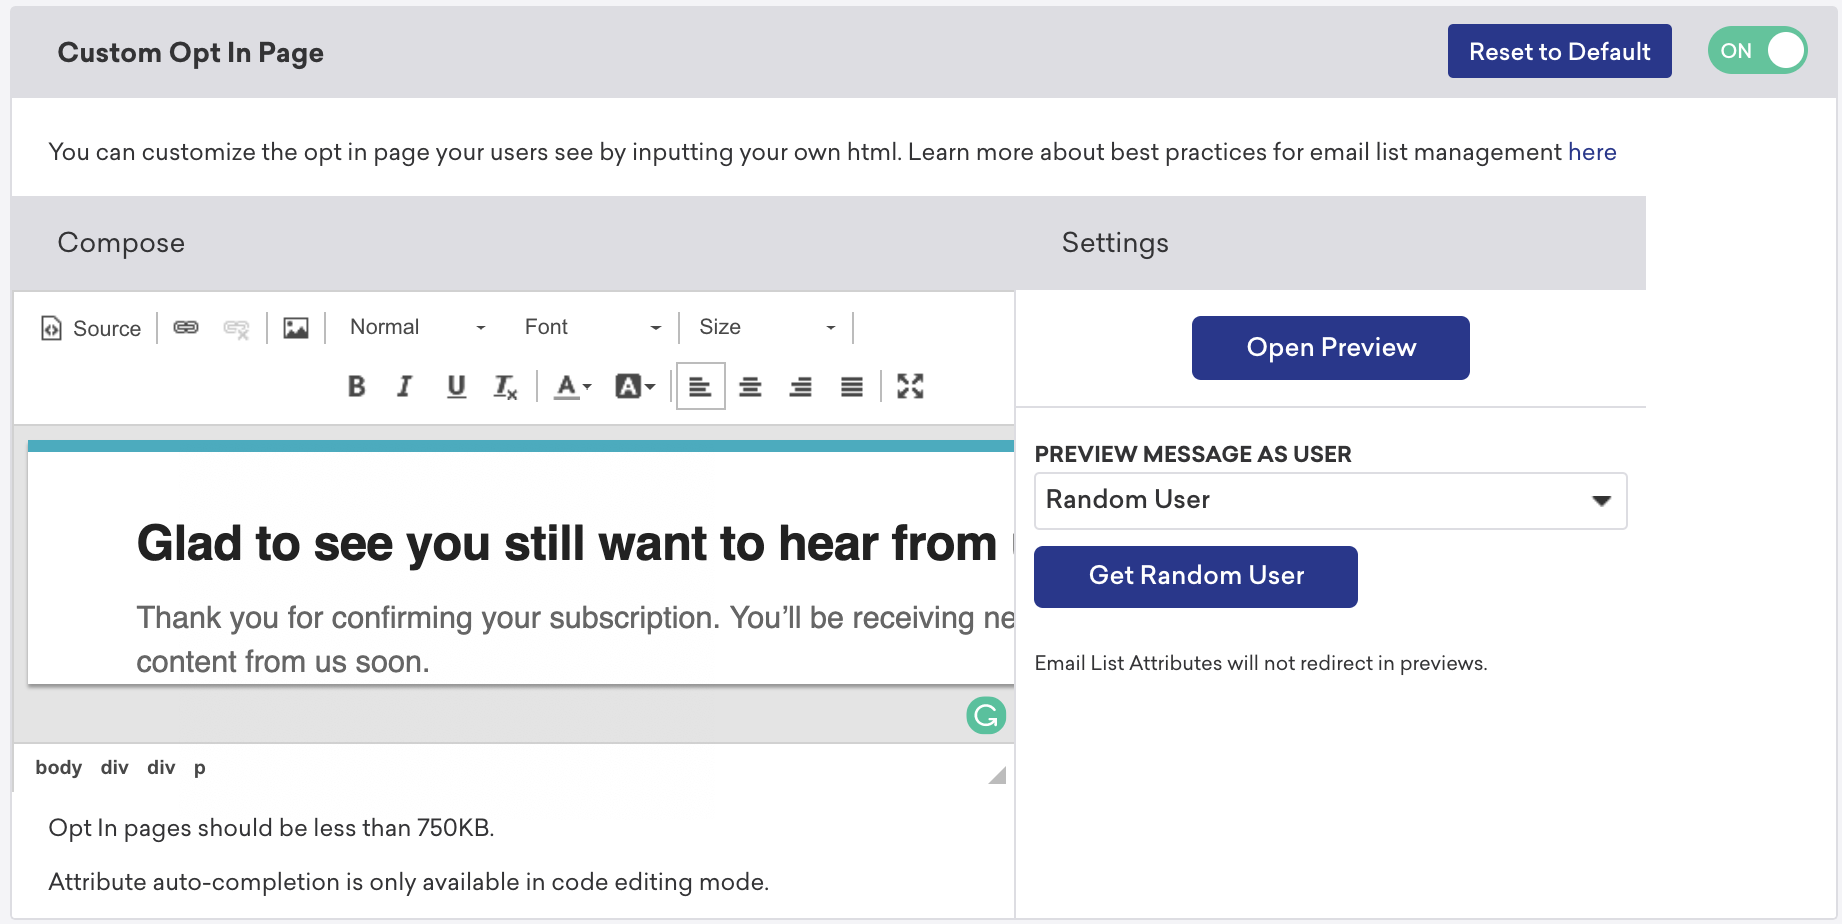 Custom Opt In Page
Reset to Default
ON
You can customize the opt in page your users see by inputting your own html. Learn more about best practices for email list management here
Compose
Settings
Source
Normal
Font
Size
B I U Tx A A
Open Preview
PREVIEW MESSAGE AS USER
Random User
Get Random User
Email List Attributes will not redirect in previews.
Glad to see you still want to hear from
Thank you for confirming your subscription. You’ll be receiving ne
content from us soon.
body div div p
Opt In pages should be less than 750KB.
Attribute auto-completion is only available in code editing mode.